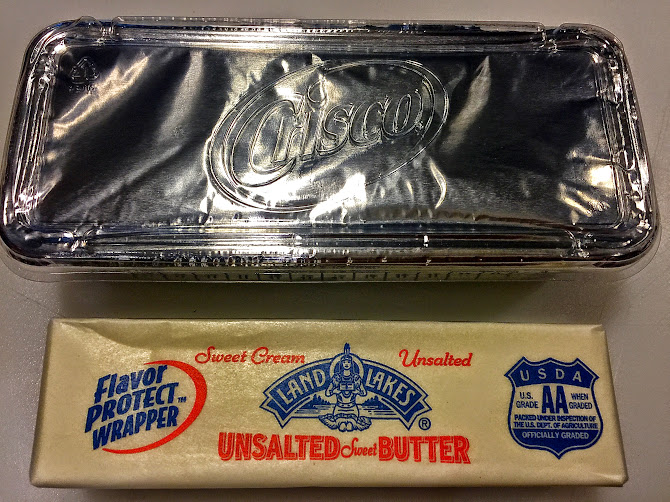 Crisco
Sweet Cream
Unsalted
Flavor
PROTECT™
WRAPPER
LAND O LAKES®
UNSALTED Sweet BUTTER
USDA
U.S. GRADE AA WHEN GRADED
PACKED UNDER INSPECTION OF
THE U.S. DEPT. OF AGRICULTURE
OFFICIALLY GRADED